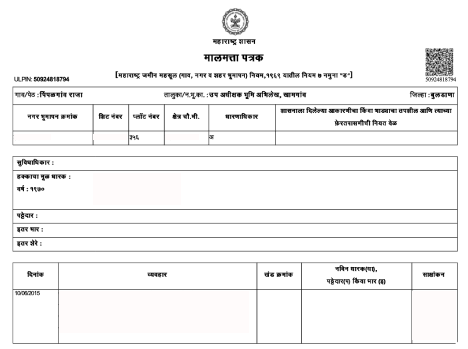 महाराष्ट्र शासन
मालमत्ता पत्रक
[महाराष्ट्र जमीन महसूल (गाव, नगर व शहर भूमापन) नियम,१९६९ यातील नियम ७ नमुना "ड"]
ULPIN: 50924818794
50924818794
गाव/पेठ : पिंपळगांव राजा तालुका/न.भू.का. : उप अधीक्षक भूमि अभिलेख, खामगांव जिल्हा : बुलडाणा
नगर भूमापन क्रमांक शिट नंबर प्लॉट नंबर क्षेत्र चौ.मी. धारणाधिकार शासनाला दिलेल्या आकारणीचा किंवा भाड्याचा तपशील आणि त्याच्या
फेरतपासणीची नियत वेळ
३५६ अ
सुविधाधिकार :
हक्काचा मूळ धारक :
वर्ष : १९७०
पट्टेदार :
इतर भार :
इतर शेरे :
दिनांक व्यवहार खंड क्रमांक नविन धारक(धा), साक्षांकन
पट्टेदार(प) किंवा भार (इ)
10/06/2015